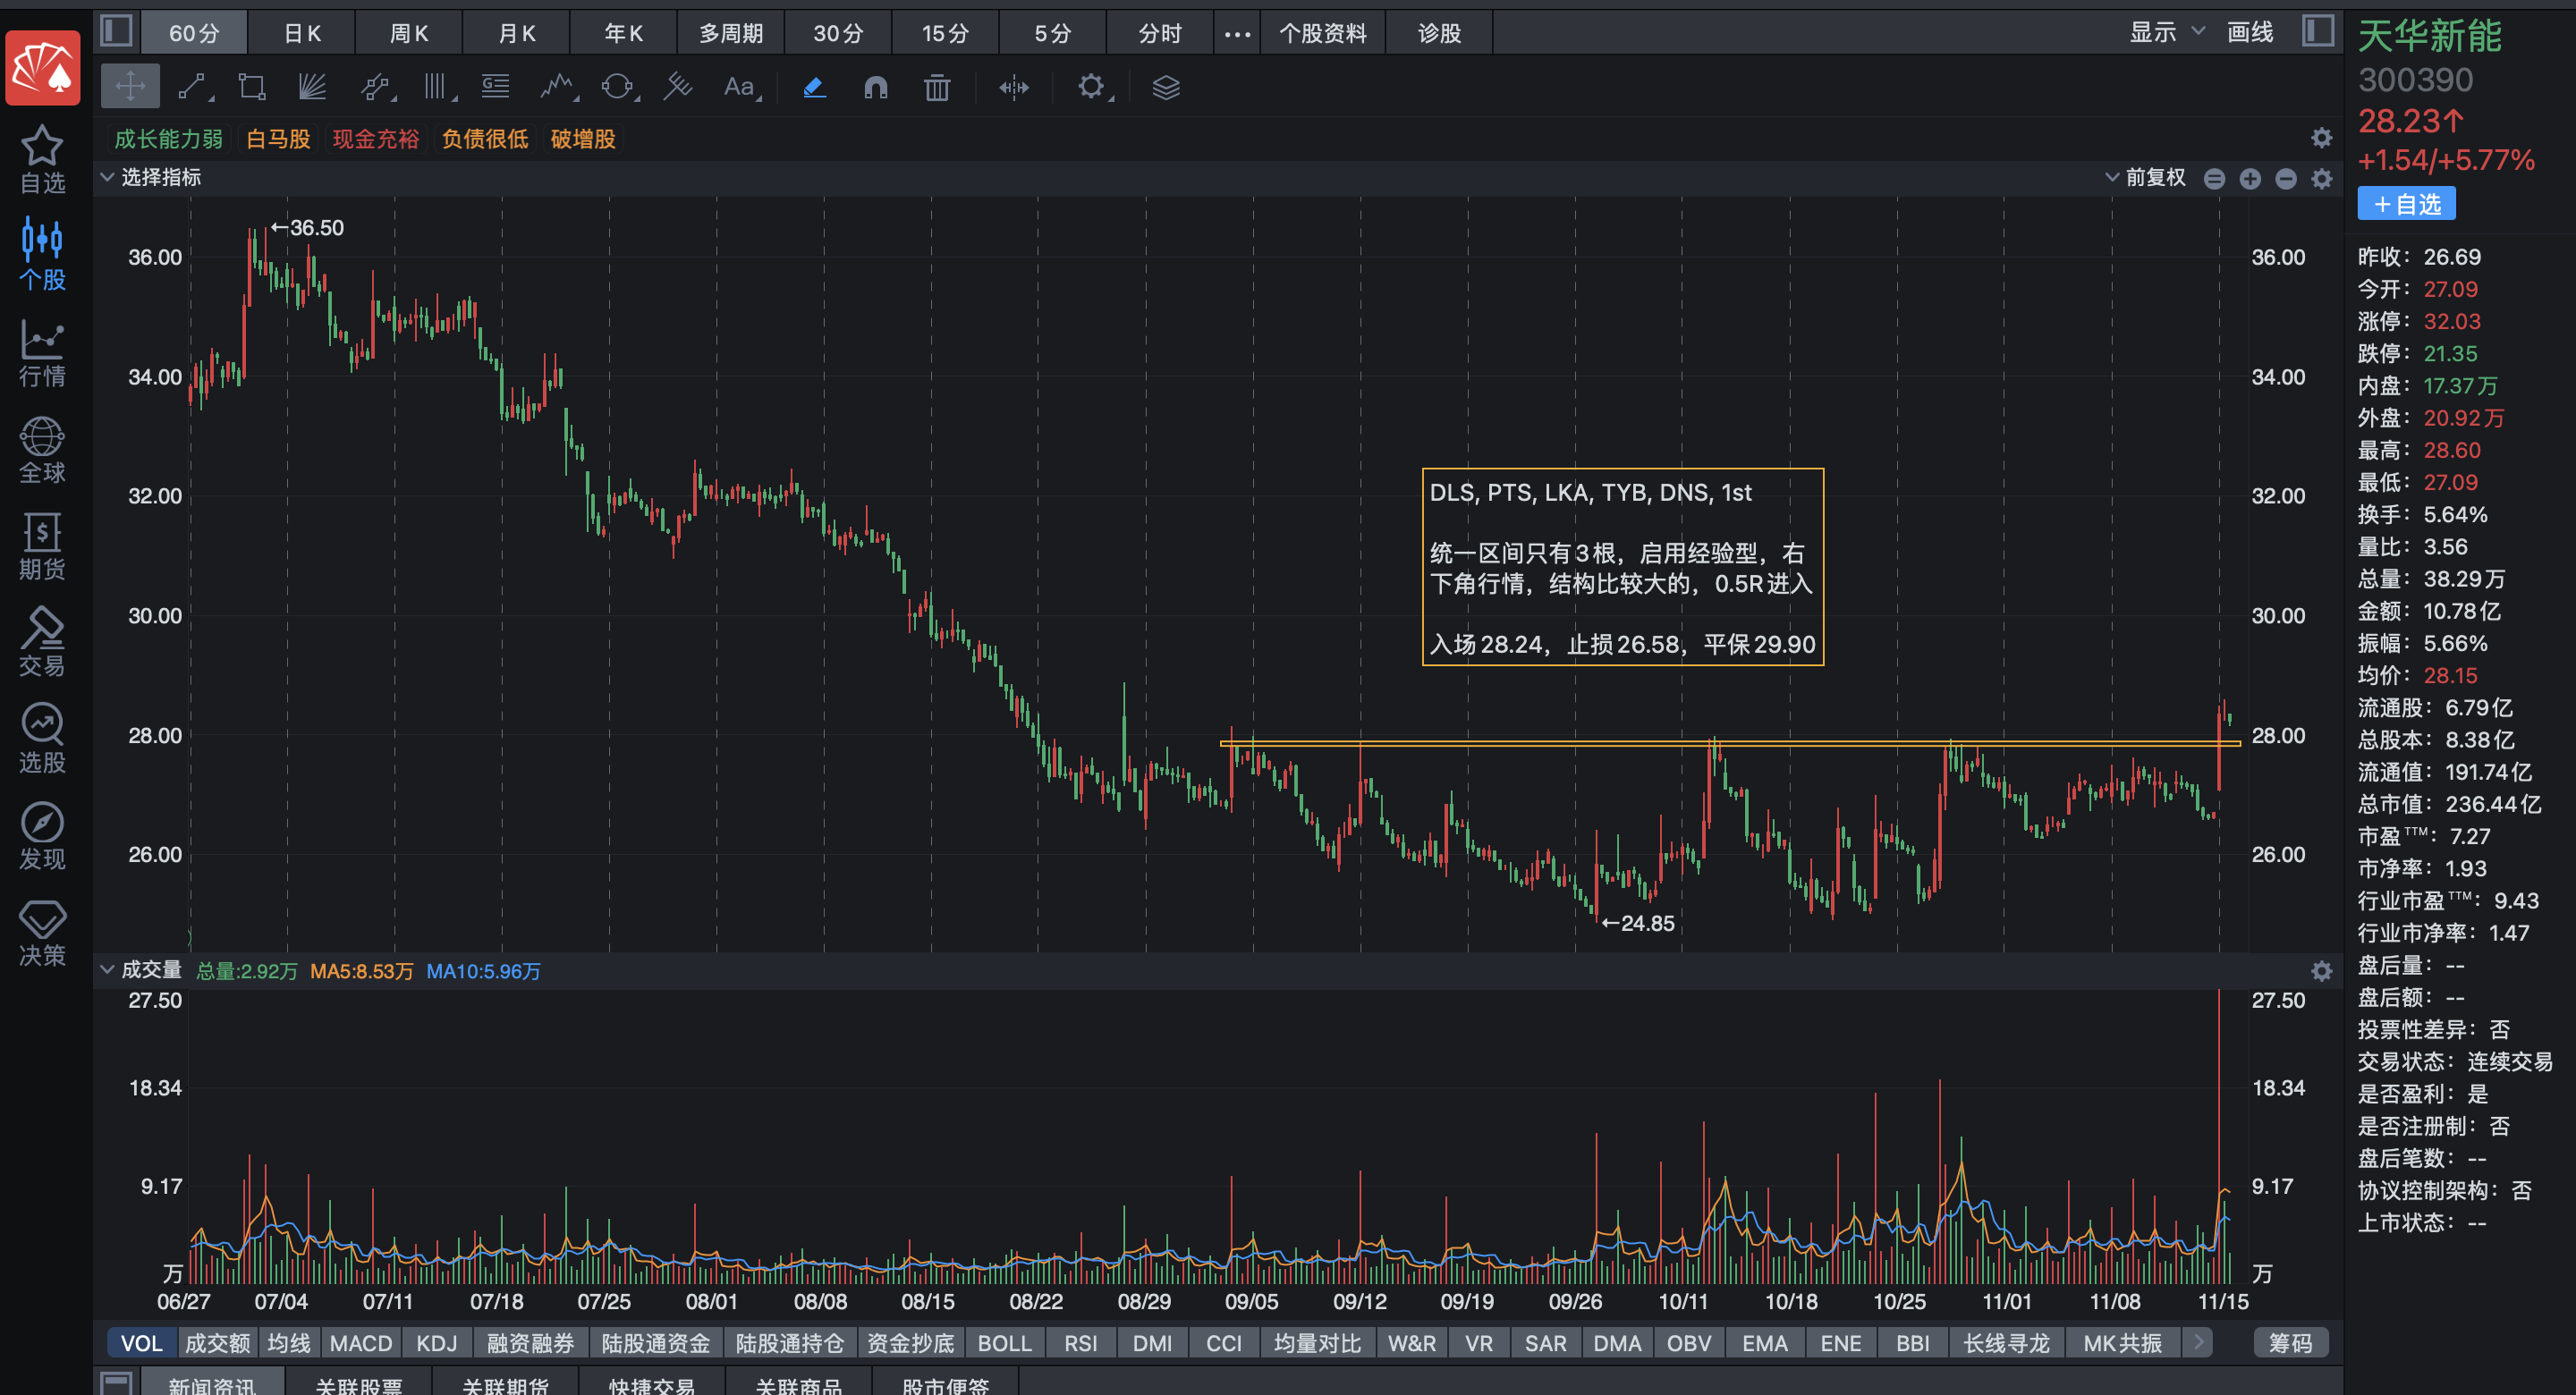 60分 日K 周K 月K 年K 多周期 30分 15分 5分 分时 ··· 个股资料 诊股 显示 画线
Aa
成长能力弱 白马股 现金充裕 负债很低 破增股
选择指标 前复权
自选
个股
行情
全球
期货
交易
选股
发现
决策
←36.50
36.00 36.00
34.00 34.00
32.00 32.00
30.00 30.00
28.00 28.00
26.00 26.00
DLS, PTS, LKA, TYB, DNS, 1st
统一区间只有3根，启用经验型，右
下角行情，结构比较大的，0.5R进入
入场28.24，止损26.58，平保29.90
←24.85
成交量 总量:2.92万 MA5:8.53万 MA10:5.96万
27.50 27.50
18.34 18.34
9.17 9.17
万 万
06/27 07/04 07/11 07/18 07/25 08/01 08/08 08/15 08/22 08/29 09/05 09/12 09/19 09/26 10/11 10/18 10/25 11/01 11/08 11/15
VOL 成交额 均线 MACD KDJ 融资融券 陆股通资金 陆股通持仓 资金抄底 BOLL RSI DMI CCI 均量对比 W&R VR SAR DMA OBV EMA ENE BBI 长线寻龙 MK共振 筹码
新闻资讯 关联股票 关联期货 快捷交易 关联商品 股市便签
天华新能
300390
28.23↑
+1.54/+5.77%
＋自选
昨收：26.69
今开：27.09
涨停：32.03
跌停：21.35
内盘：17.37万
外盘：20.92万
最高：28.60
最低：27.09
换手：5.64%
量比：3.56
总量：38.29万
金额：10.78亿
振幅：5.66%
均价：28.15
流通股：6.79亿
总股本：8.38亿
流通值：191.74亿
总市值：236.44亿
市盈TTM：7.27
市净率：1.93
行业市盈TTM：9.43
行业市净率：1.47
盘后量：--
盘后额：--
投票性差异：否
交易状态：连续交易
是否盈利：是
是否注册制：否
盘后笔数：--
协议控制架构：否
上市状态：--